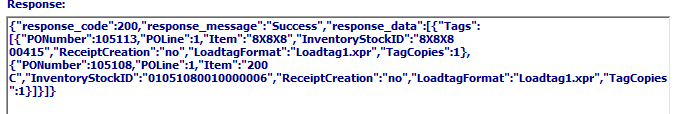 Response:
{"response_code":200,"response_message":"Success","response_data":[{"Tags":
[{"PONumber":105113,"POLine":1,"Item":"8X8X8","InventoryStockID":"8X8X8
00415","ReceiptCreation":"no","LoadtagFormat":"Loadtag1.xpr","TagCopies":1},
{"PONumber":105108,"POLine":1,"Item":"200
C","InventoryStockID":"01051080010000006","ReceiptCreation":"no","LoadtagFormat":"Loadtag1.xpr","TagCopies
":1}]}]}